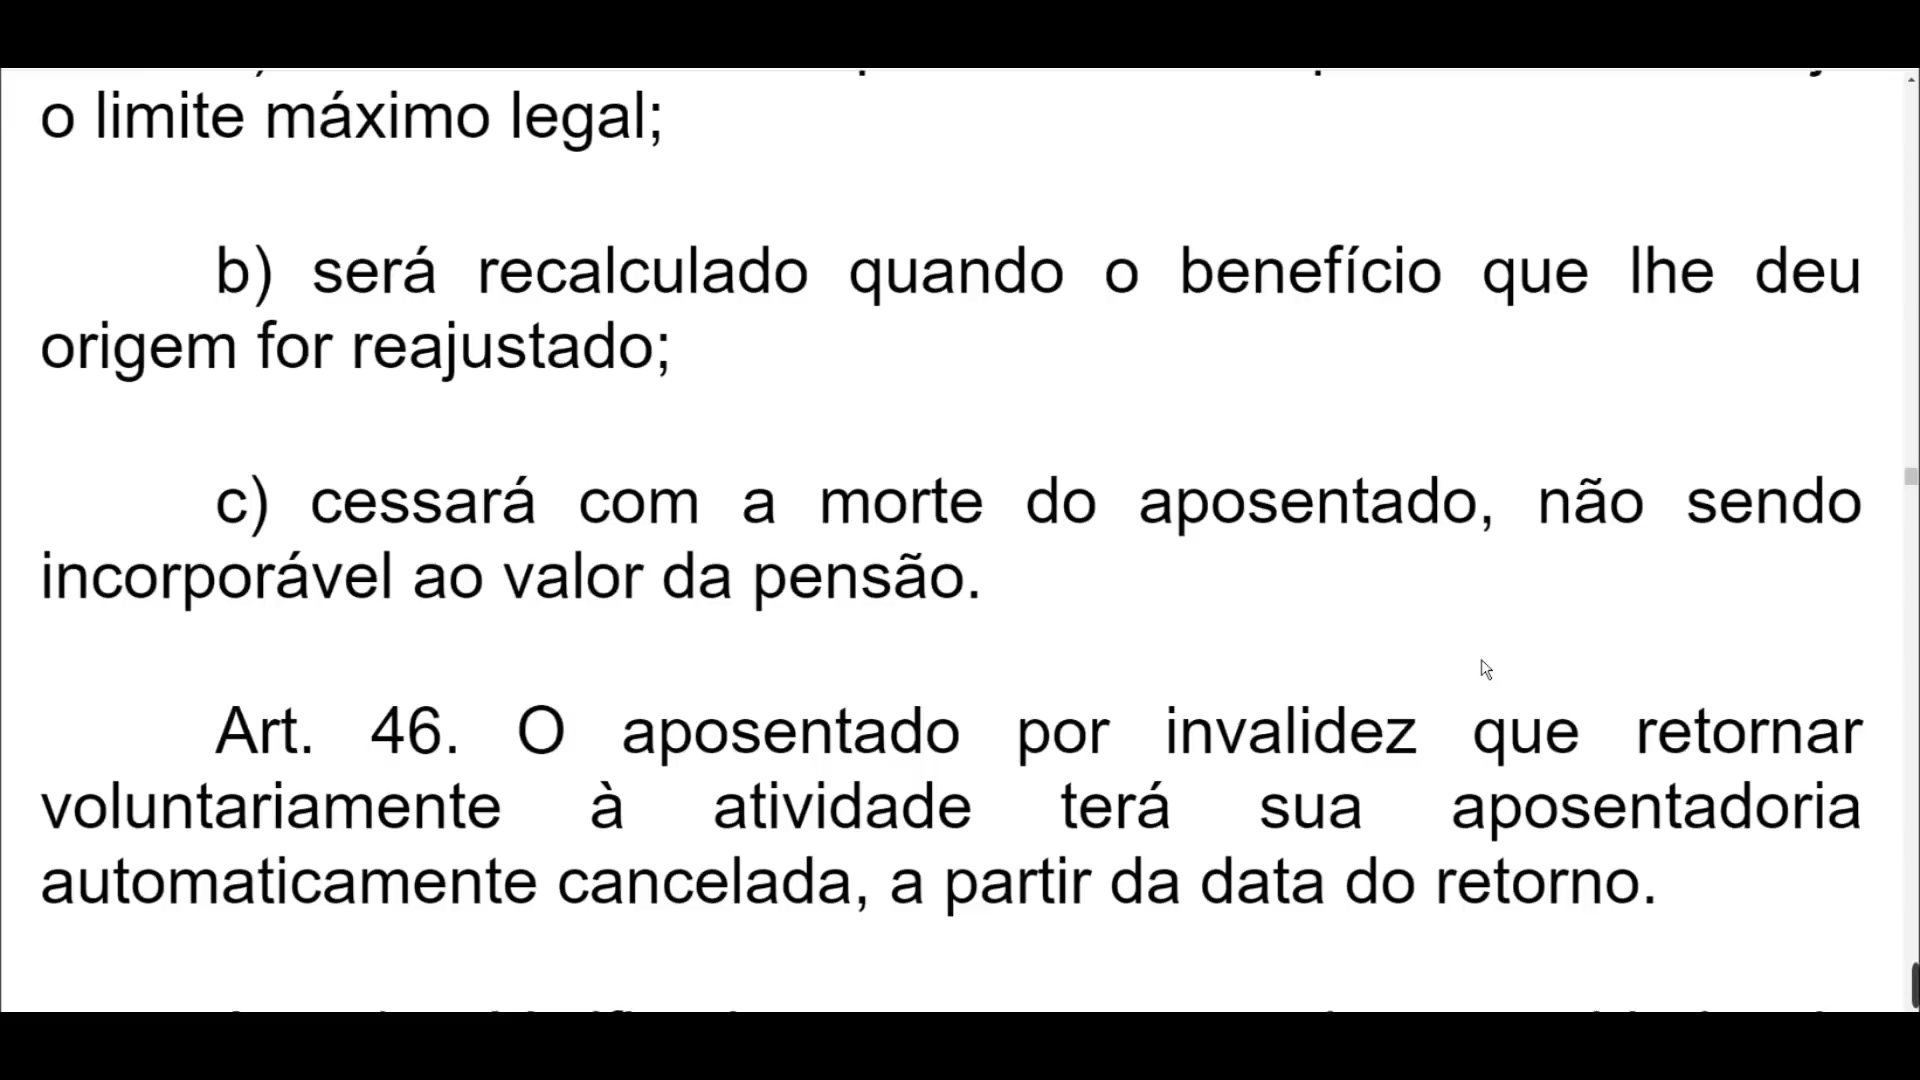 o limite máximo legal;
b) será recalculado quando o benefício que lhe deu
origem for reajustado;
c) cessará com a morte do aposentado, não sendo
incorporável ao valor da pensão.
Art. 46. O aposentado por invalidez que retornar
voluntariamente à atividade terá sua aposentadoria
automaticamente cancelada, a partir da data do retorno.